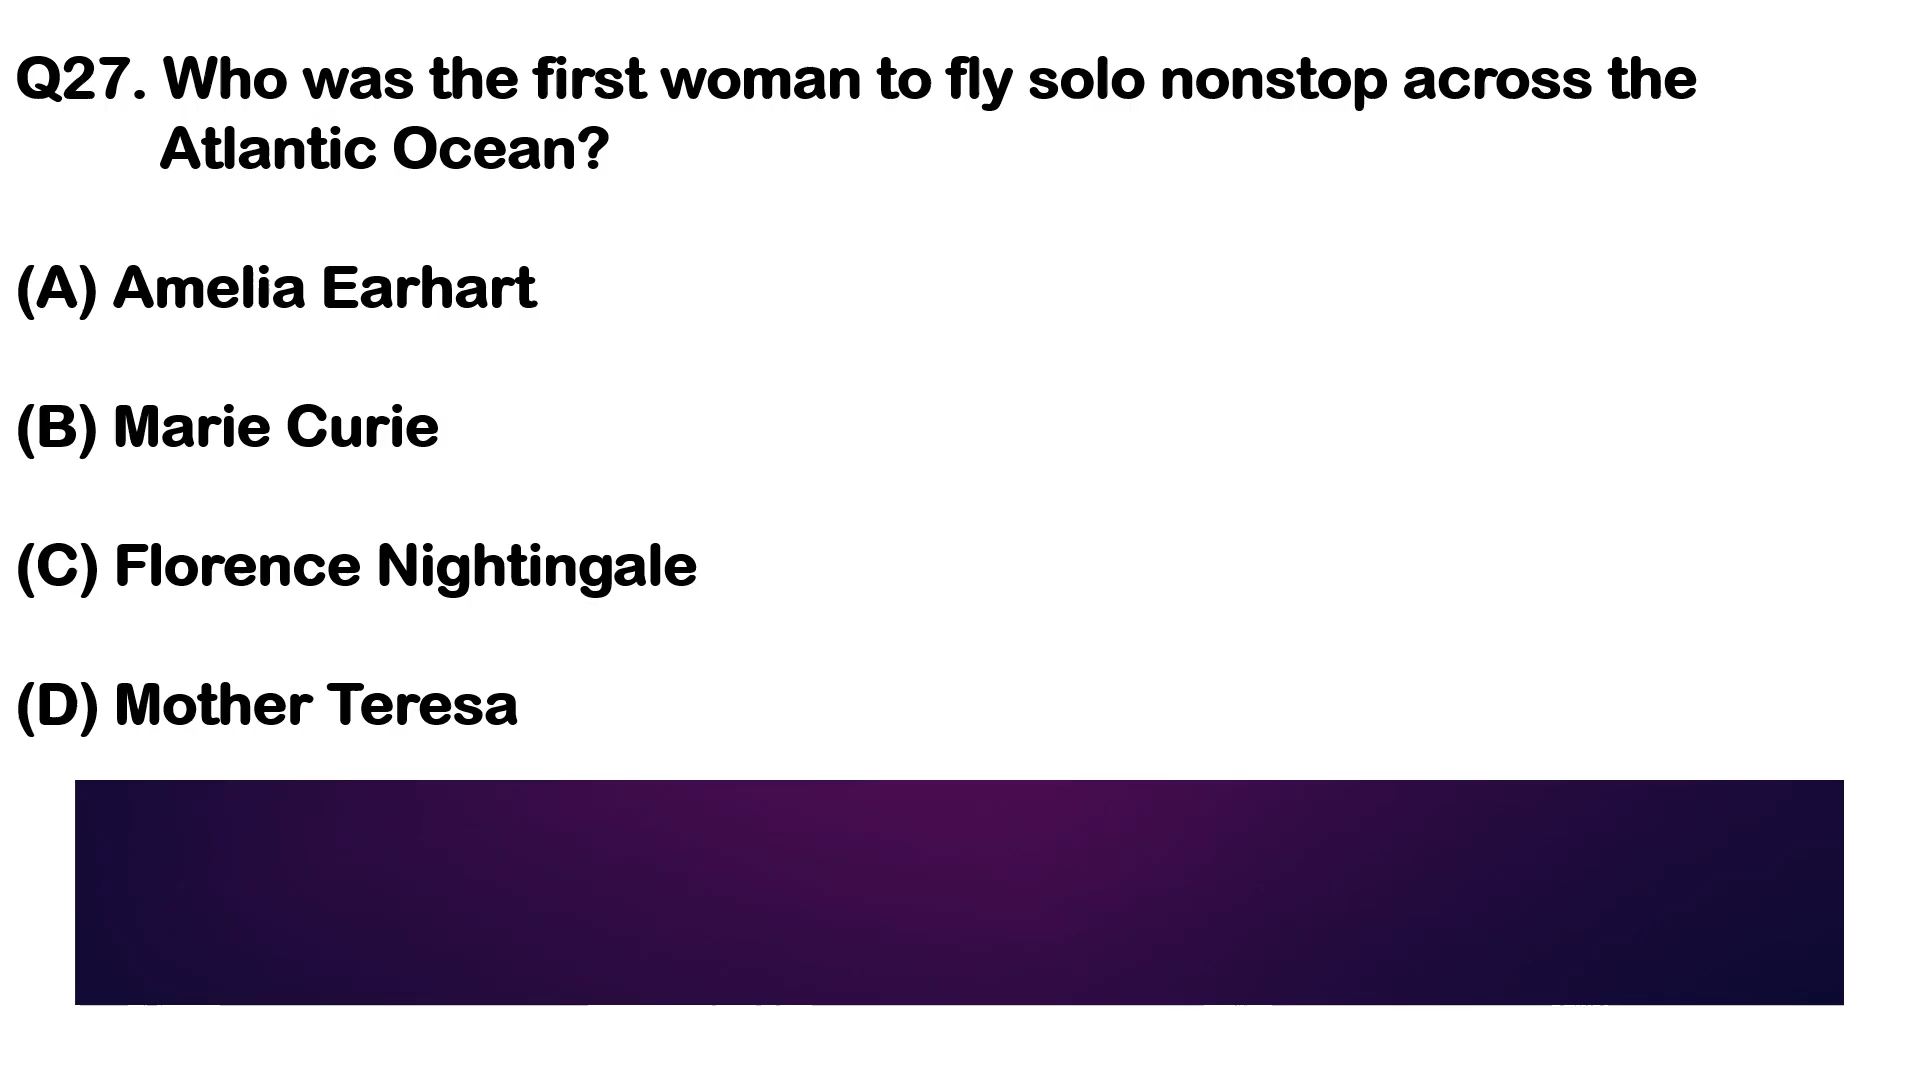 Q27. Who was the first woman to fly solo nonstop across the
Atlantic Ocean?
(A) Amelia Earhart
(B) Marie Curie
(C) Florence Nightingale
(D) Mother Teresa